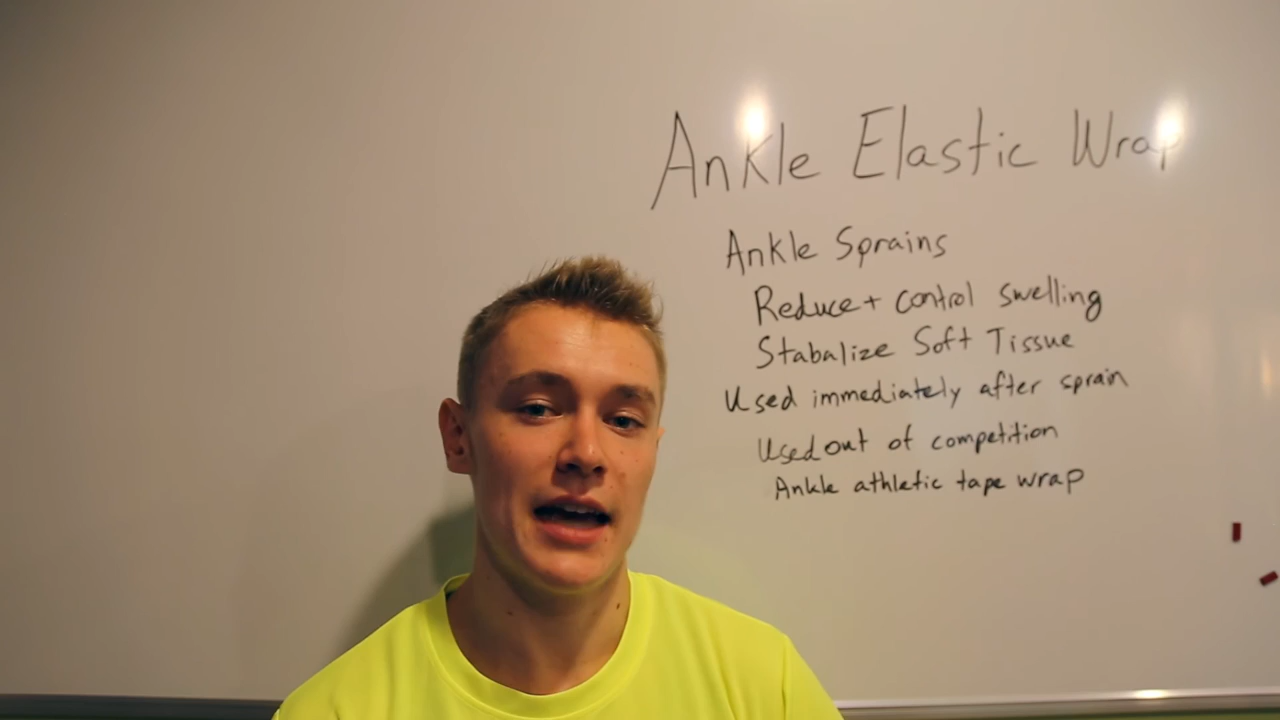 Ankle Elastic Wrap
Ankle Sprains
Reduce + control swelling
Stabalize Soft Tissue
Used immediately after sprain
Used out of competition
Ankle athletic tape wrap